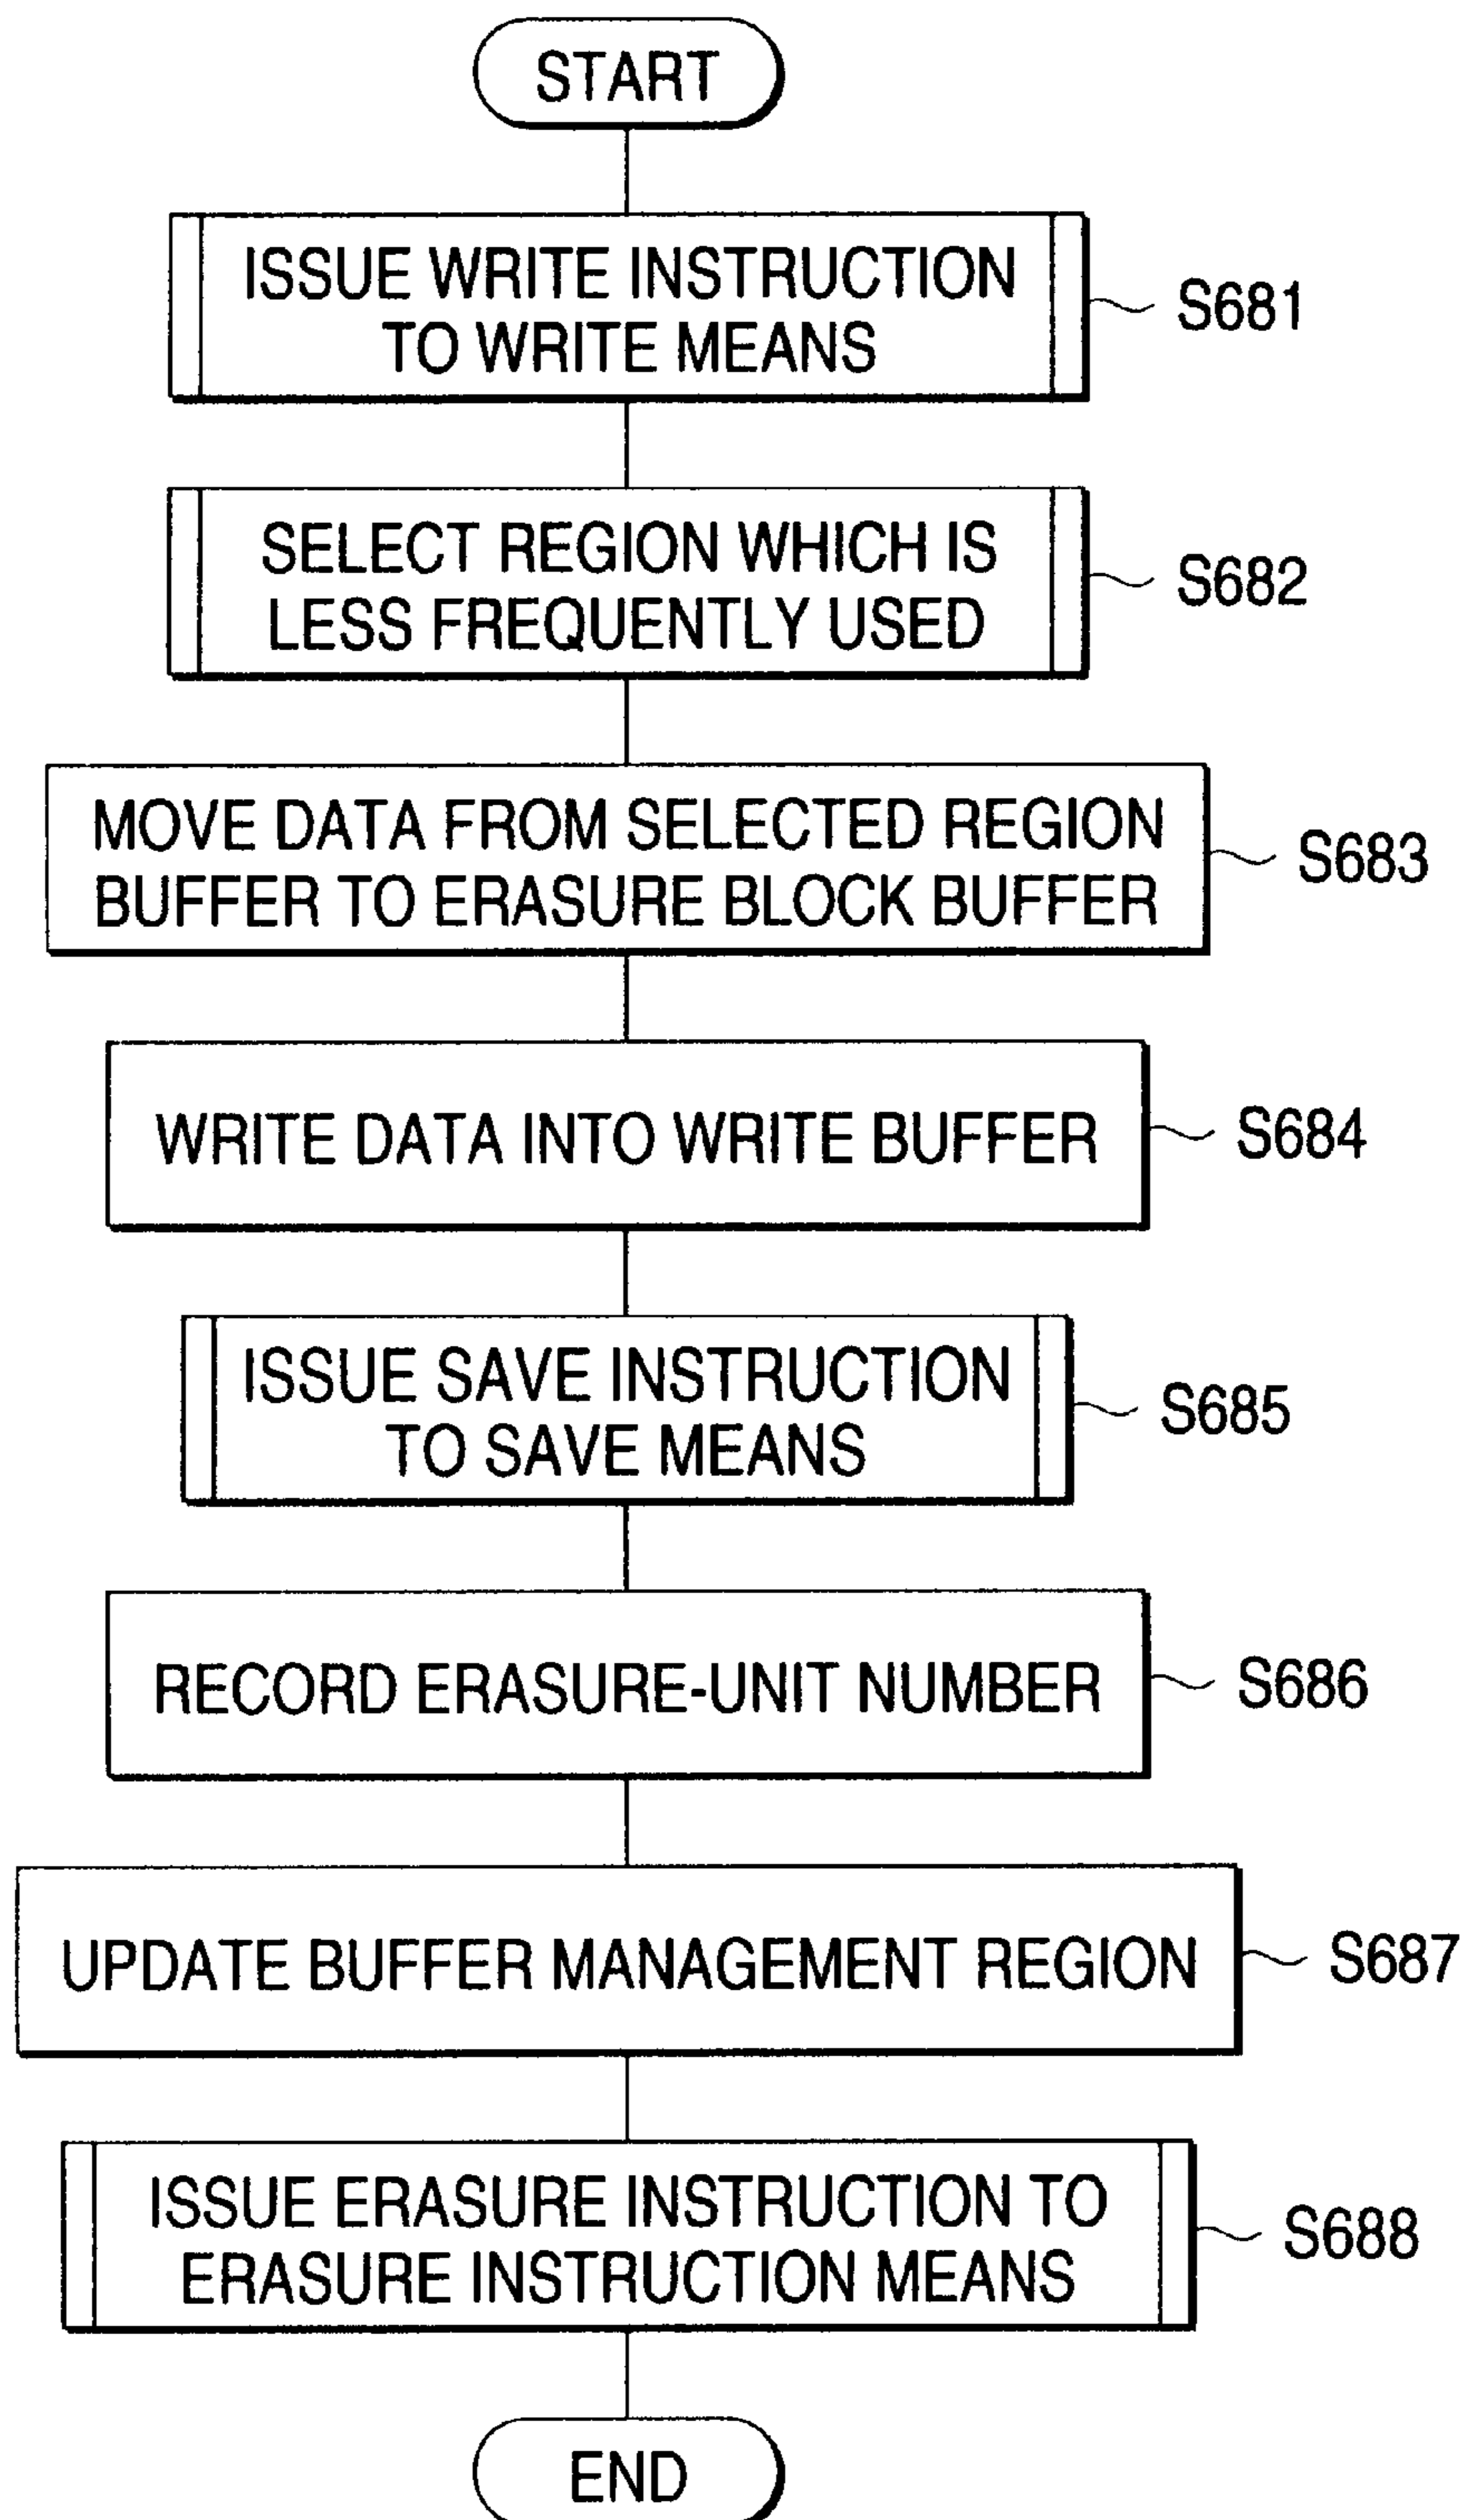 START
ISSUE WRITE INSTRUCTION
TO WRITE MEANS
S681
SELECT REGION WHICH IS
LESS FREQUENTLY USED
S682
MOVE DATA FROM SELECTED REGION
BUFFER TO ERASURE BLOCK BUFFER
S683
WRITE DATA INTO WRITE BUFFER
S684
ISSUE SAVE INSTRUCTION
TO SAVE MEANS
S685
RECORD ERASURE-UNIT NUMBER
S686
UPDATE BUFFER MANAGEMENT REGION
S687
ISSUE ERASURE INSTRUCTION TO
ERASURE INSTRUCTION MEANS
S688
END